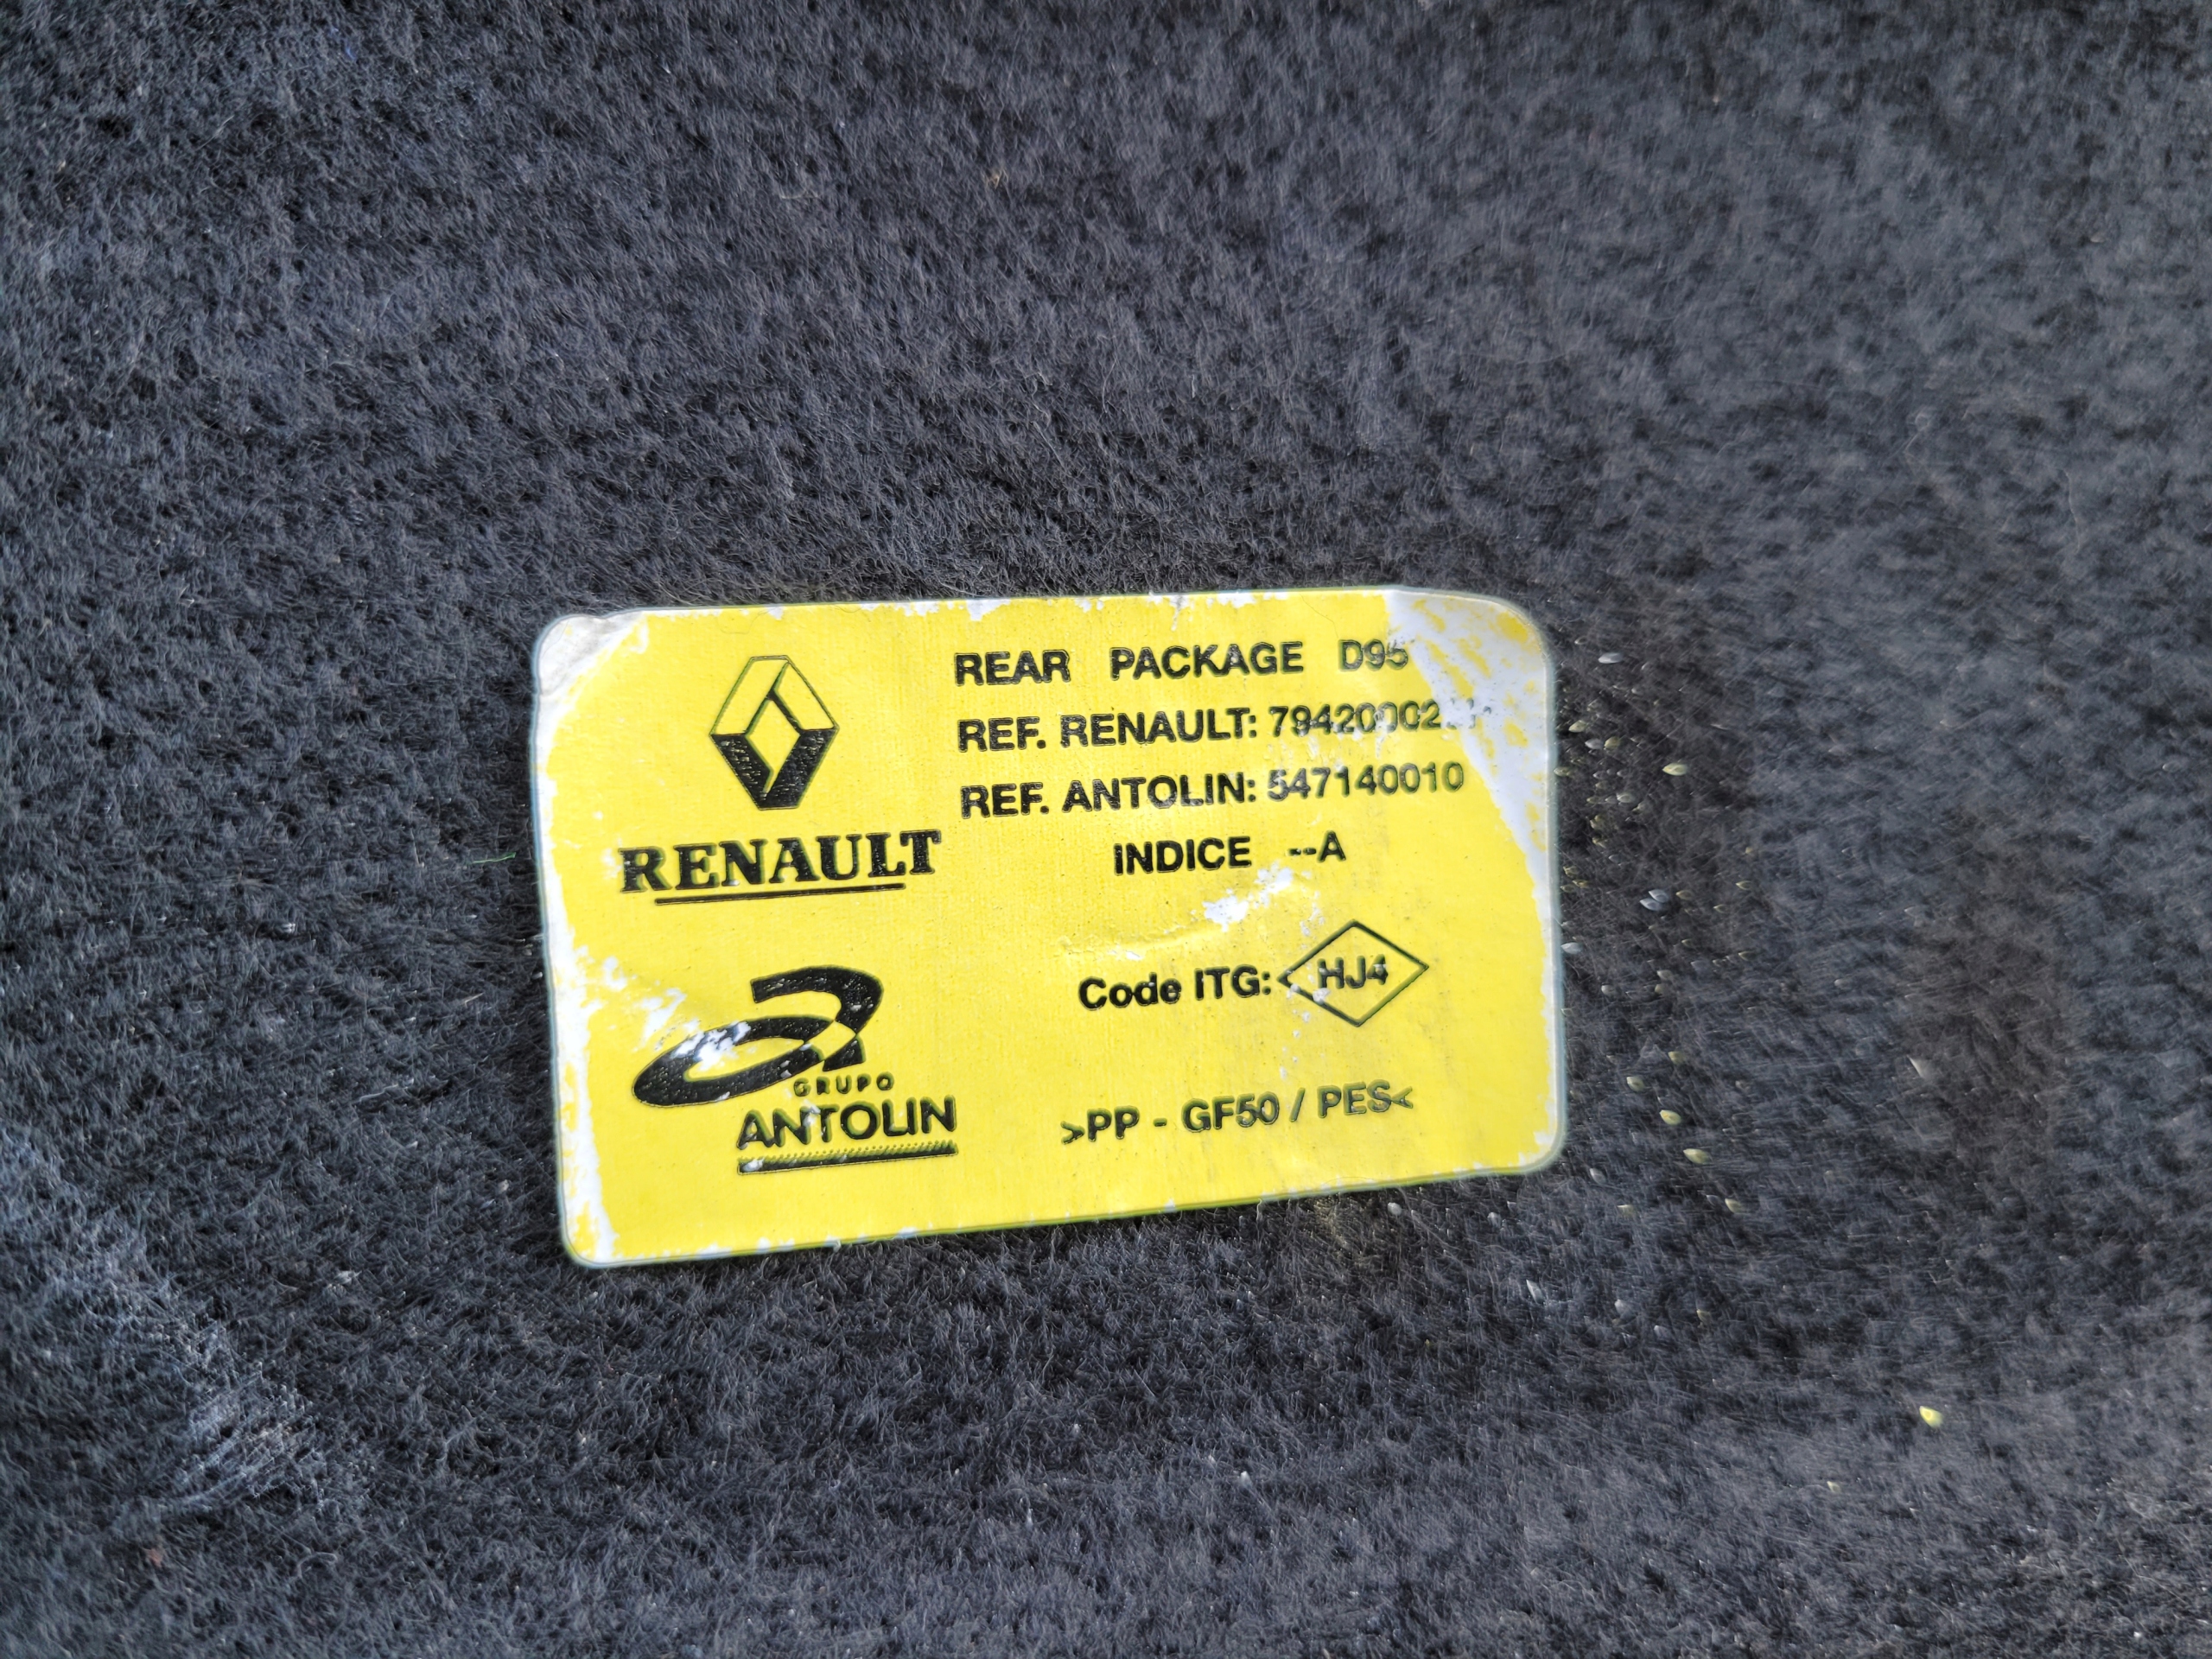 REAR PACKAGE D95
REF. RENAULT:
REF. ANTOLIN: 547140010
INDICE --A
RENAULT
Code ITG: HJ4
GRUPO
ANTOLIN
>PP - GF50 / PES<